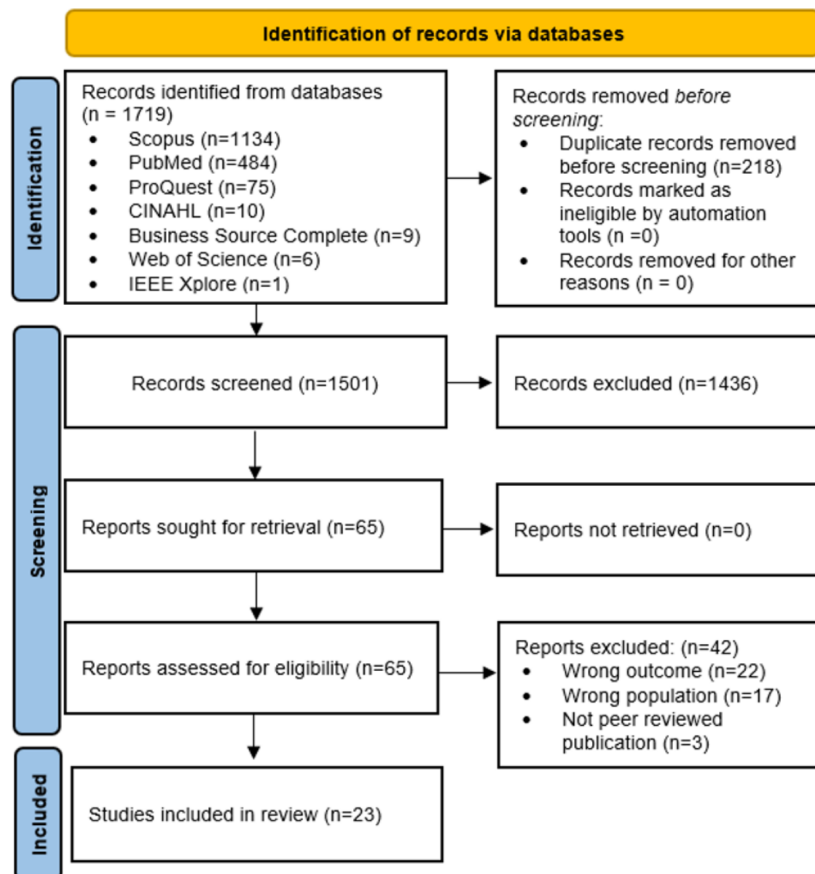 Identification of records via databases
Identification
Records identified from databases
(n = 1719)
• Scopus (n=1134)
• PubMed (n=484)
• ProQuest (n=75)
• CINAHL (n=10)
• Business Source Complete (n=9)
• Web of Science (n=6)
• IEEE Xplore (n=1)
Records removed before
screening:
• Duplicate records removed
before screening (n=218)
• Records marked as
ineligible by automation
tools (n =0)
• Records removed for other
reasons (n = 0)
Screening
Records screened (n=1501)
Records excluded (n=1436)
Reports sought for retrieval (n=65)
Reports not retrieved (n=0)
Reports assessed for eligibility (n=65)
Reports excluded: (n=42)
• Wrong outcome (n=22)
• Wrong population (n=17)
• Not peer reviewed
publication (n=3)
Included
Studies included in review (n=23)